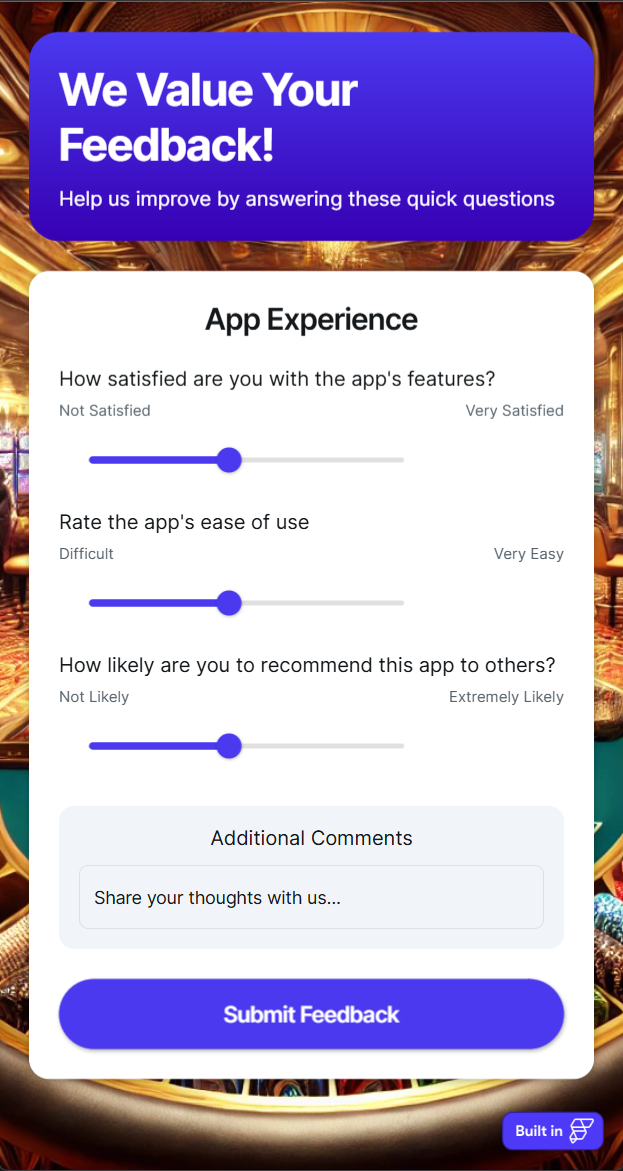 We Value Your
Feedback!
Help us improve by answering these quick questions
App Experience
How satisfied are you with the app's features?
Not Satisfied Very Satisfied
Rate the app's ease of use
Difficult Very Easy
How likely are you to recommend this app to others?
Not Likely Extremely Likely
Additional Comments
Share your thoughts with us...
Submit Feedback
Built in